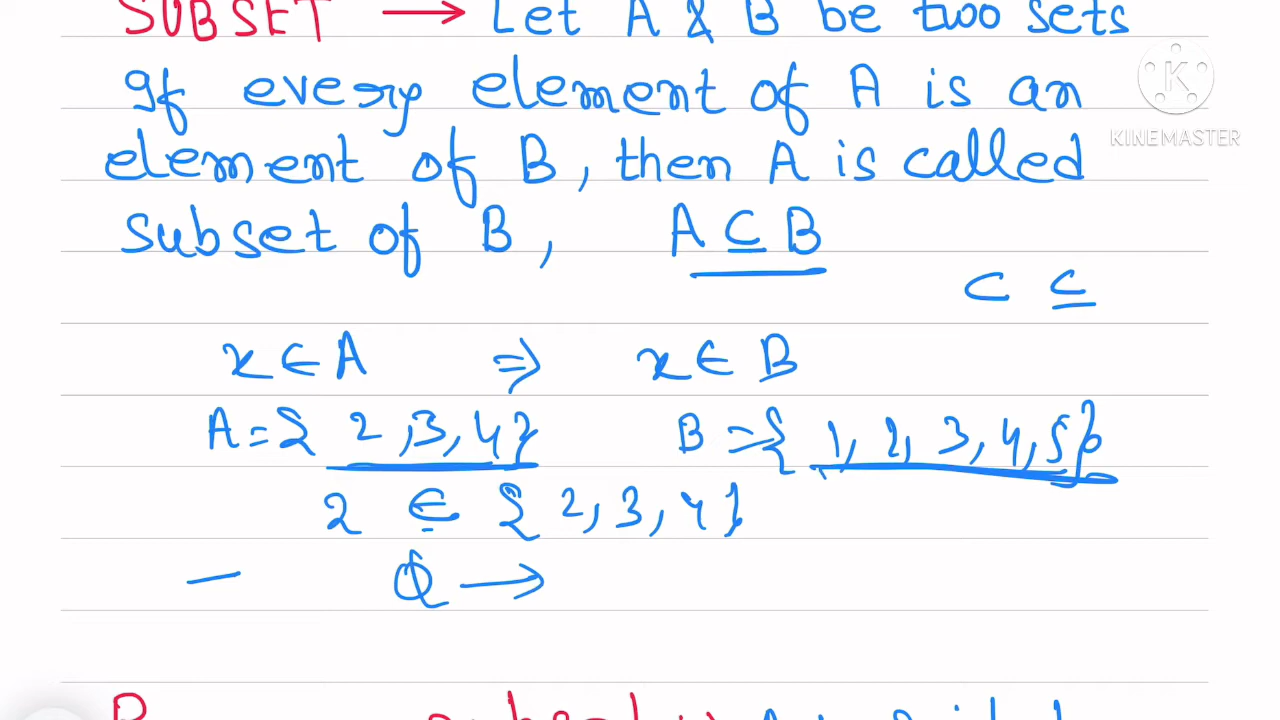 SUBSET → Let A & B be two sets
If every element of A is an
K
KINEMASTER
element of B, then A is called
subset of B, A ⊆ B
⊂ ⊆
x ∈ A ⇒ x ∈ B
A = { 2, 3, 4 } B = { 1, 2, 3, 4, 5 }
2 ∈ { 2, 3, 4 }
— Q →